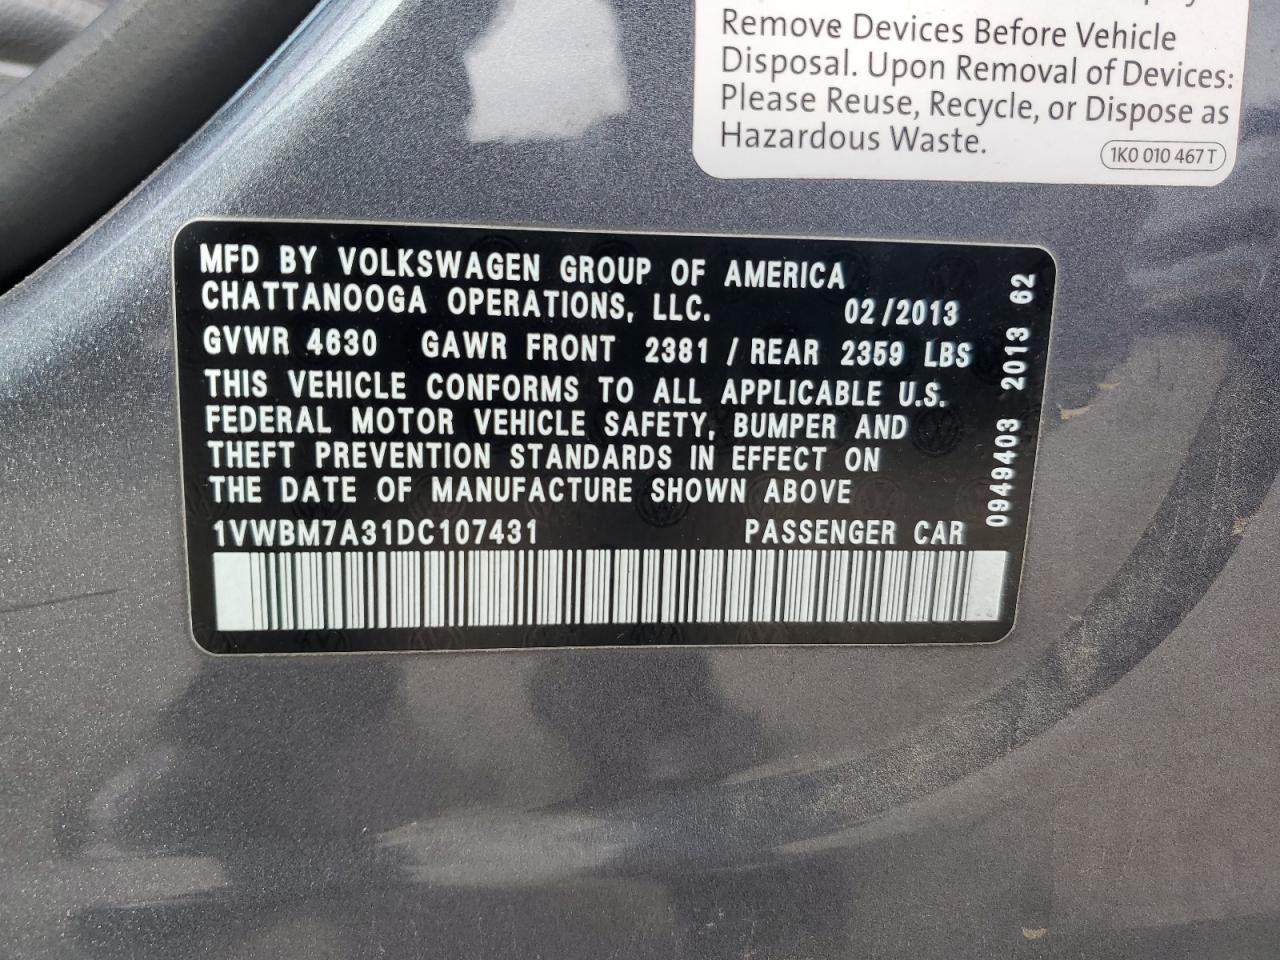 Remove Devices Before Vehicle
Disposal. Upon Removal of Devices:
Please Reuse, Recycle, or Dispose as
Hazardous Waste.
1K0 010 467 T
MFD BY VOLKSWAGEN GROUP OF AMERICA
CHATTANOOGA OPERATIONS, LLC. 02/2013
GVWR 4630 GAWR FRONT 2381 / REAR 2359 LBS
THIS VEHICLE CONFORMS TO ALL APPLICABLE U.S.
FEDERAL MOTOR VEHICLE SAFETY, BUMPER AND
THEFT PREVENTION STANDARDS IN EFFECT ON
THE DATE OF MANUFACTURE SHOWN ABOVE
1VWBM7A31DC107431 PASSENGER CAR
0949403 2013 62